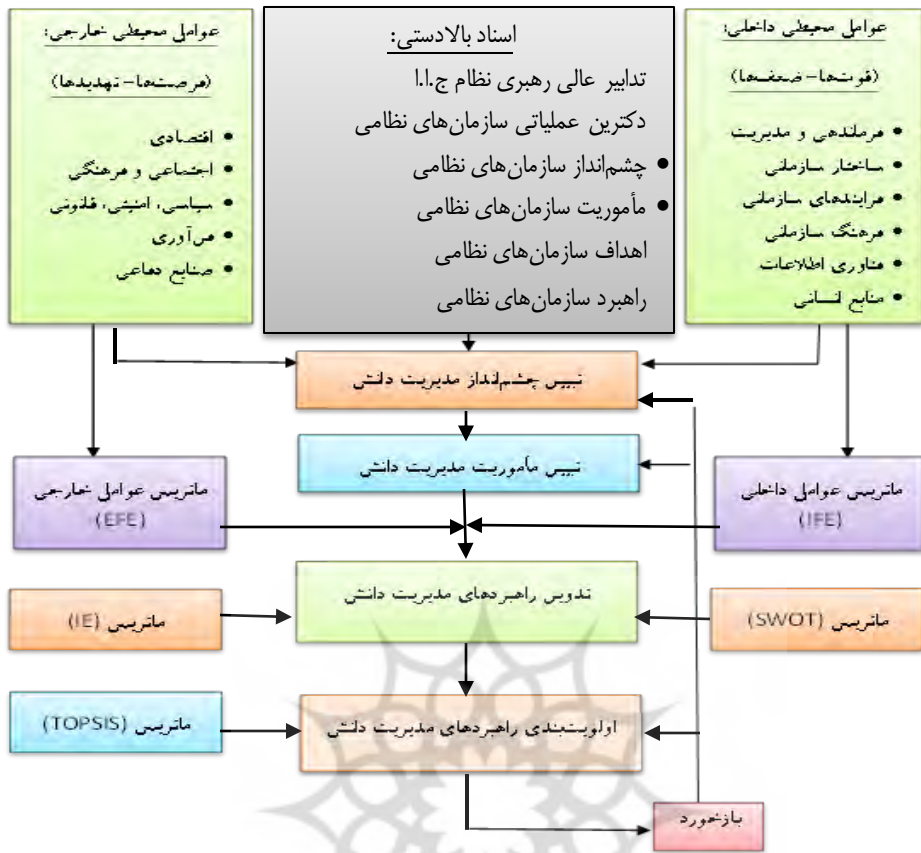 عوامل محیطی داخلی:
(قوت‌ها-ضعف‌ها)
فرماندهی و مدیریت
ساختار سازمانی
فرایندهای سازمانی
فرهنگ سازمانی
فناوری اطلاعات
منابع انسانی
اسناد بالادستی:
تدابیر عالی رهبری نظام ج.ا.ا
دکترین عملیاتی سازمان‌های نظامی
چشم‌انداز سازمان‌های نظامی
مأموریت سازمان‌های نظامی
اهداف سازمان‌های نظامی
راهبرد سازمان‌های نظامی
عوامل محیطی خارجی:
(فرصت‌ها-تهدیدها)
اقتصادی
اجتماعی و فرهنگی
سیاسی، امنیتی، قانونی
فن‌آوری
صنایع دفاعی
تبیین چشم‌انداز مدیریت دانش
تبیین مأموریت مدیریت دانش
ماتریس عوامل داخلی
(IFE)
ماتریس عوامل خارجی
(EFE)
تدوین راهبردهای مدیریت دانش
ماتریس (SWOT)
ماتریس (IE)
اولویت‌بندی راهبردهای مدیریت دانش
ماتریس (TOPSIS)
بازخورد